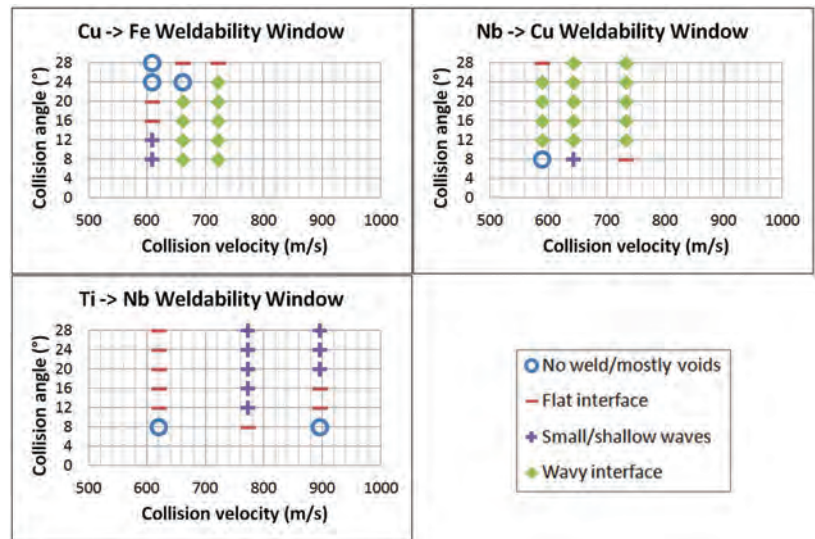 Cu -> Fe Weldability Window
Collision angle (°)
28
24
20
16
12
8
4
0
500 600 700 800 900 1000
Collision velocity (m/s)
Nb -> Cu Weldability Window
Collision angle (°)
28
24
20
16
12
8
4
0
500 600 700 800 900 1000
Collision velocity (m/s)
Ti -> Nb Weldability Window
Collision angle (°)
28
24
20
16
12
8
4
0
500 600 700 800 900 1000
Collision velocity (m/s)
No weld/mostly voids
Flat interface
Small/shallow waves
Wavy interface